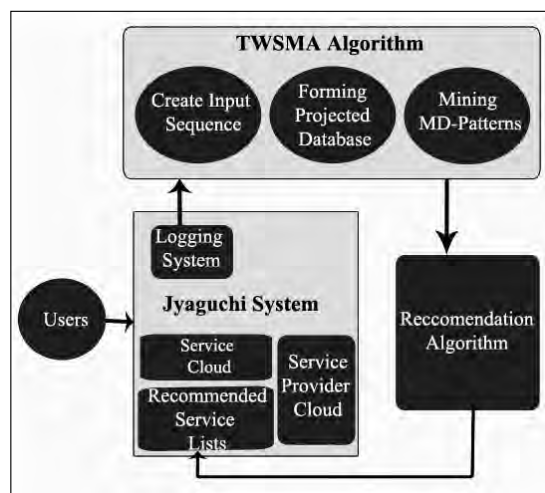 TWSMA Algorithm
Create Input
Sequence
Forming
Projected
Database
Mining
MD-Patterns
Logging
System
Jyaguchi System
Users
Service
Cloud
Recommended
Service
Lists
Service
Provider
Cloud
Reccomendation
Algorithm